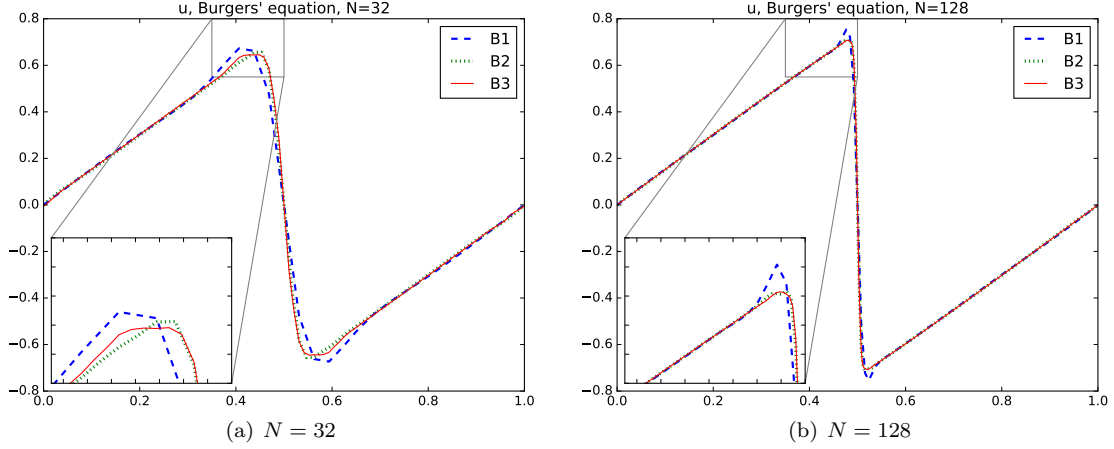 u, Burgers' equation, N=32
0.8
0.6
0.4
0.2
0.0
−0.2
−0.4
−0.6
−0.8
0.0 0.2 0.4 0.6 0.8 1.0
B1
B2
B3
(a) N = 32
u, Burgers' equation, N=128
0.8
0.6
0.4
0.2
0.0
−0.2
−0.4
−0.6
−0.8
0.0 0.2 0.4 0.6 0.8 1.0
B1
B2
B3
(b) N = 128